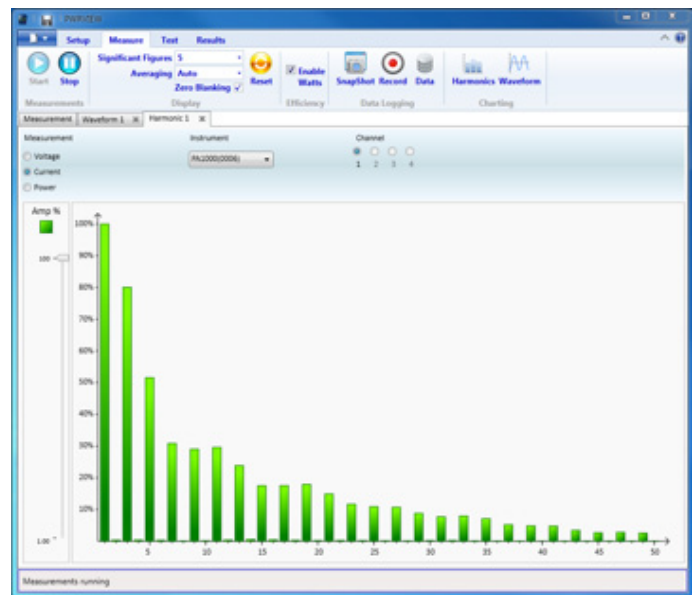 PWRVIEW
Setup Measure Test Results
Significant Figures 5
Averaging Auto
Zero Blanking
Start Stop
Reset
Enable Watts
SnapShot Record Data
Harmonics Waveform
Measurements Display Efficiency Data Logging Charting
Measurement Waveform 1 Harmonic 1
Measurement Instrument Channel
Voltage
Current
Power
PA1000(0006)
1 2 3 4
Amp %
100
1.00
100%
90%
80%
70%
60%
50%
40%
30%
20%
10%
5 10 15 20 25 30 35 40 45 50
Measurements running